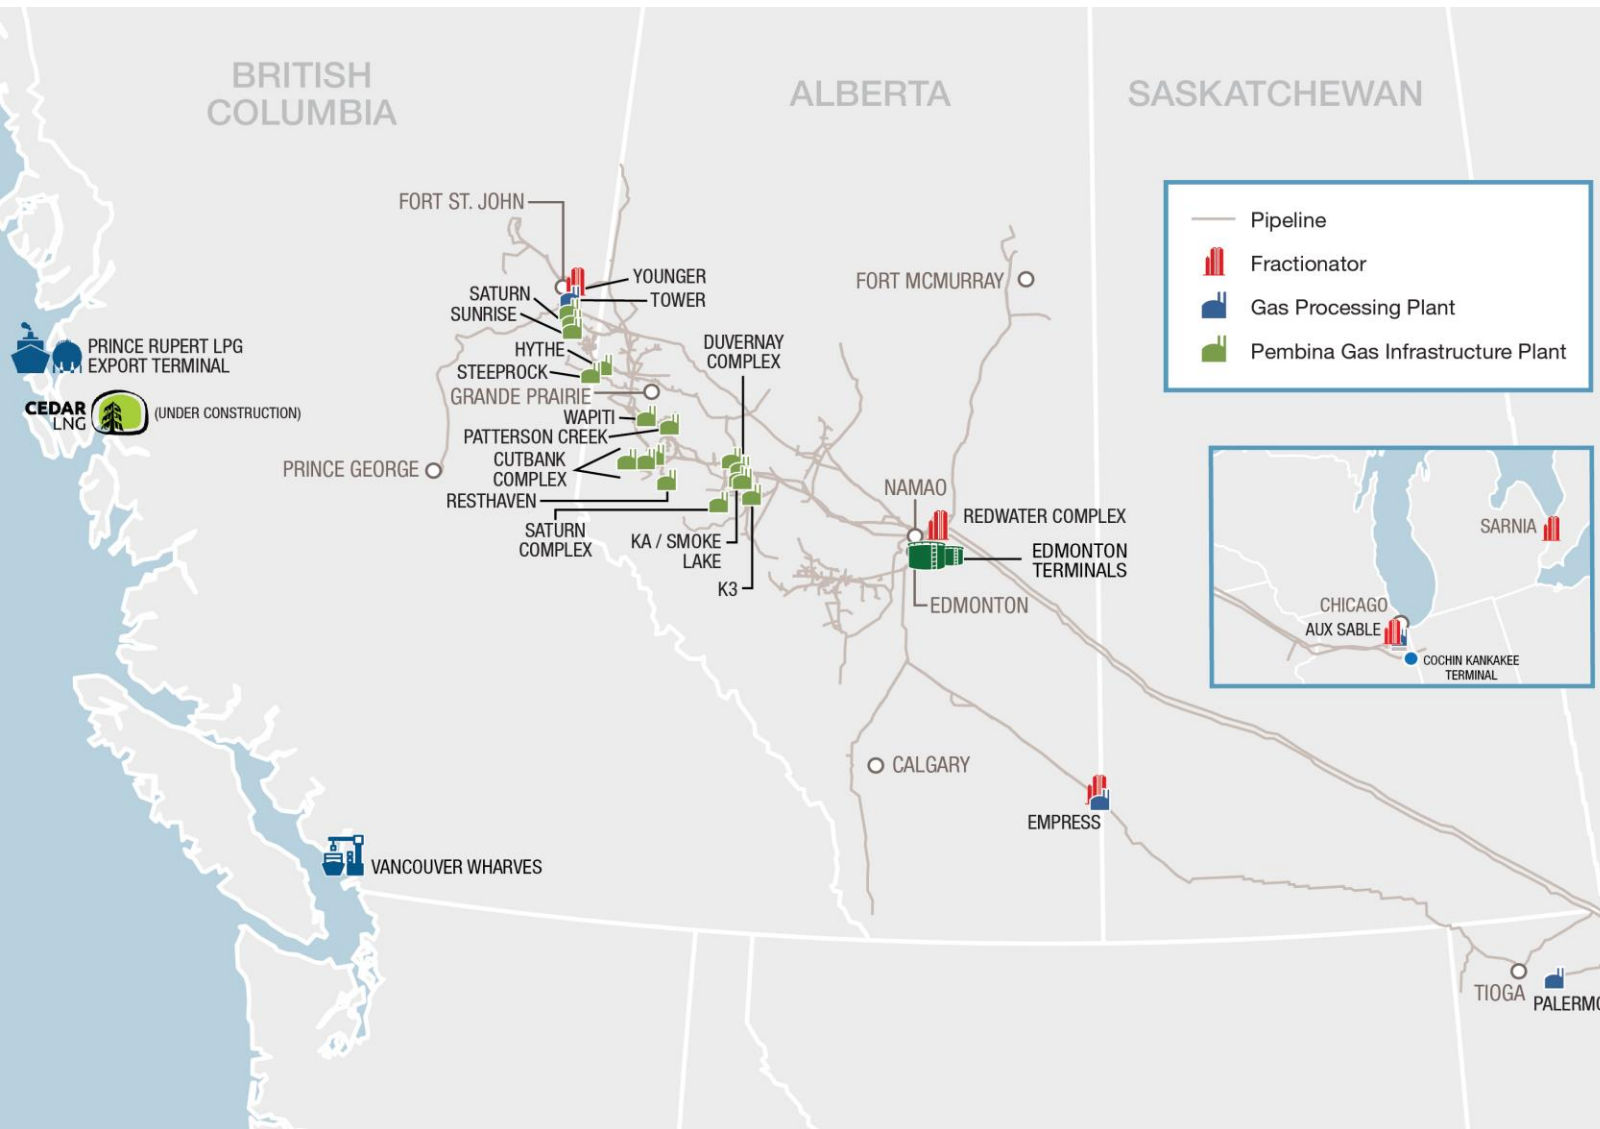 BRITISH
COLUMBIA
ALBERTA
SASKATCHEWAN
FORT ST. JOHN
YOUNGER
TOWER
SATURN
SUNRISE
HYTHE
STEEPROCK
GRANDE PRAIRIE
WAPITI
PATTERSON CREEK
CUTBANK
COMPLEX
RESTHAVEN
SATURN
COMPLEX
DUVERNAY
COMPLEX
KA / SMOKE
LAKE
K3
FORT MCMURRAY
Pipeline
Fractionator
Gas Processing Plant
Pembina Gas Infrastructure Plant
PRINCE RUPERT LPG
EXPORT TERMINAL
CEDAR
LNG
(UNDER CONSTRUCTION)
PRINCE GEORGE
NAMAO
REDWATER COMPLEX
EDMONTON
TERMINALS
EDMONTON
SARNIA
CHICAGO
AUX SABLE
COCHIN KANKAKEE
TERMINAL
CALGARY
EMPRESS
VANCOUVER WHARVES
TIOGA
PALERMO